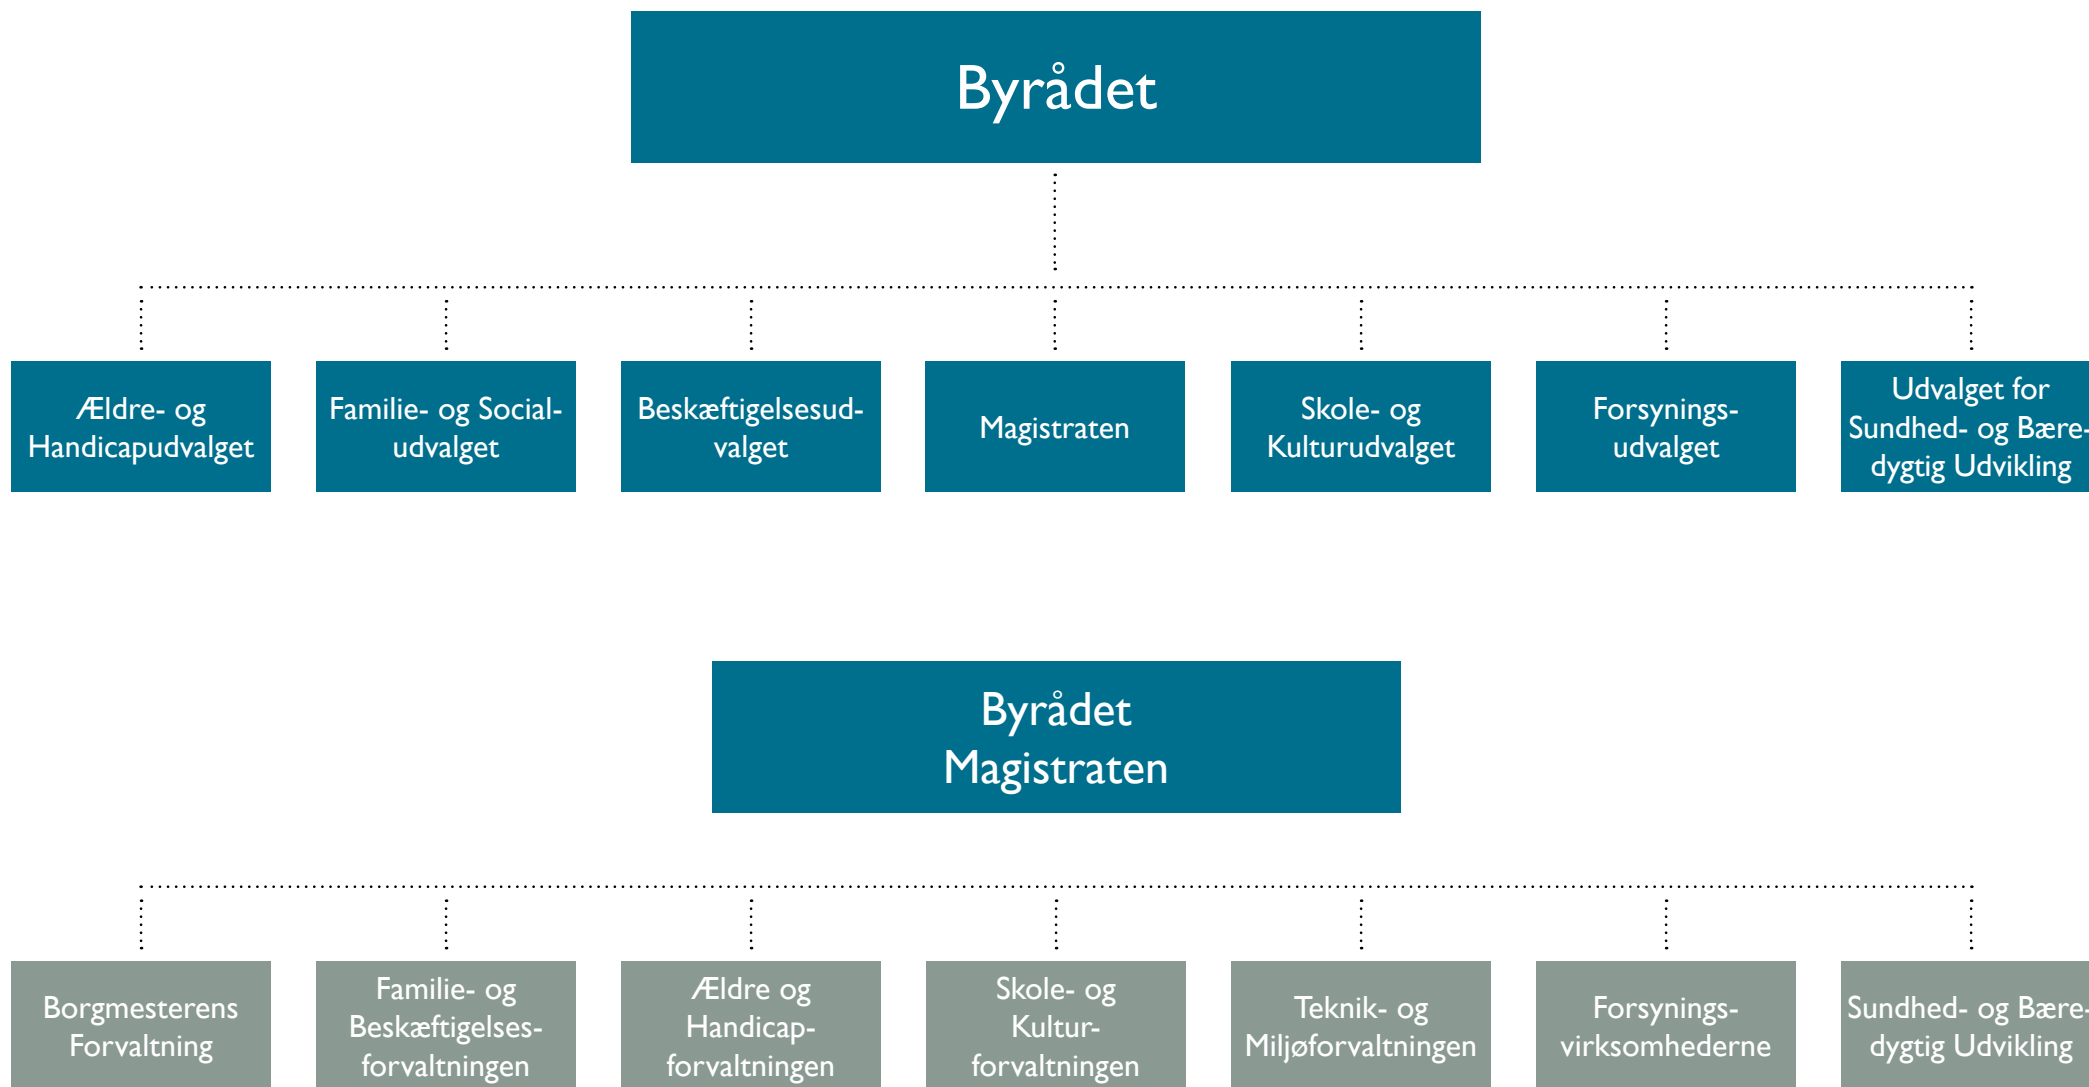 Byrådet
Ældre- og
Handicapudvalget
Familie- og Social-
udvalget
Beskæftigelsesud-
valget
Magistraten
Skole- og
Kulturudvalget
Forsynings-
udvalget
Udvalget for
Sundhed- og Bære-
dygtig Udvikling
Byrådet
Magistraten
Borgmesterens
Forvaltning
Familie- og
Beskæftigelses-
forvaltningen
Ældre og
Handicap-
forvaltningen
Skole- og
Kultur-
forvaltningen
Teknik- og
Miljøforvaltningen
Forsynings-
virksomhederne
Sundhed- og Bære-
dygtig Udvikling